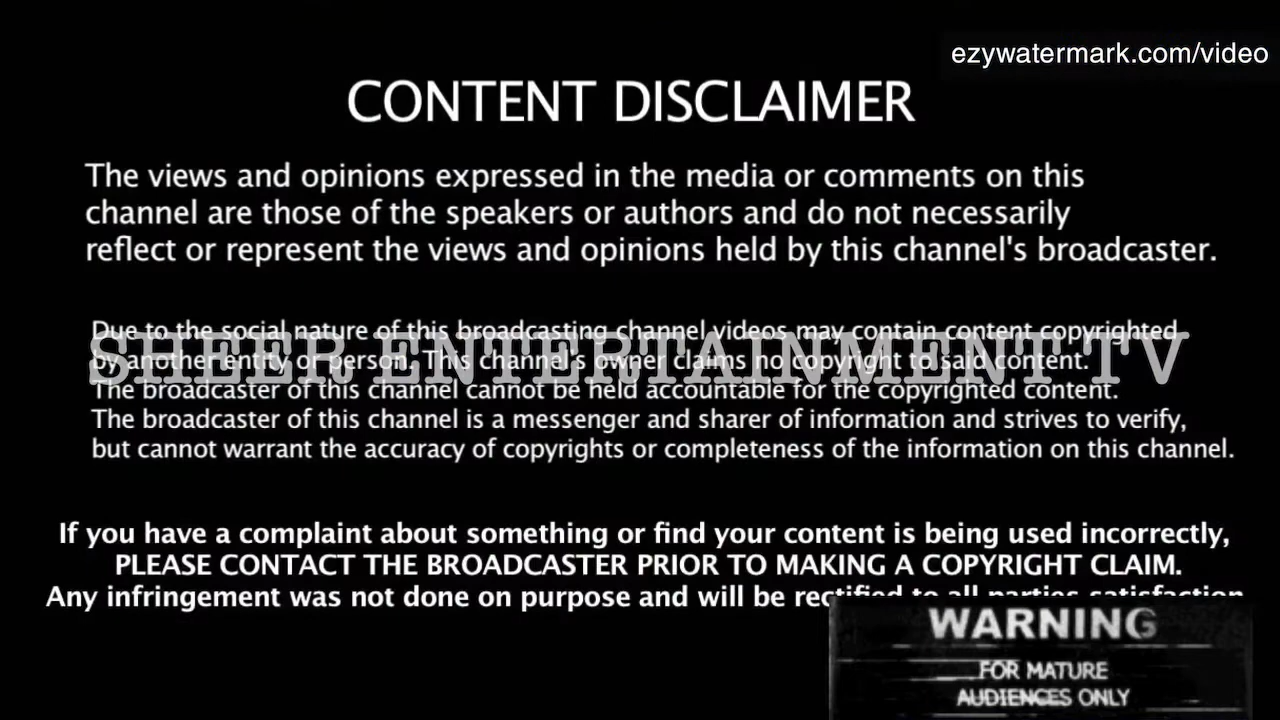 ezywatermark.com/video
CONTENT DISCLAIMER
The views and opinions expressed in the media or comments on this
channel are those of the speakers or authors and do not necessarily
reflect or represent the views and opinions held by this channel's broadcaster.
Due to the social nature of this broadcasting channel videos may contain content copyrighted
by another entity or person. This channel's owner claims no copyright to said content.
SHEER ENTERTAINMENT TV
The broadcaster of this channel cannot be held accountable for the copyrighted content.
The broadcaster of this channel is a messenger and sharer of information and strives to verify,
but cannot warrant the accuracy of copyrights or completeness of the information on this channel.
If you have a complaint about something or find your content is being used incorrectly,
PLEASE CONTACT THE BROADCASTER PRIOR TO MAKING A COPYRIGHT CLAIM.
Any infringement was not done on purpose and will be rectified to all parties satisfaction
WARNING
FOR MATURE
AUDIENCES ONLY